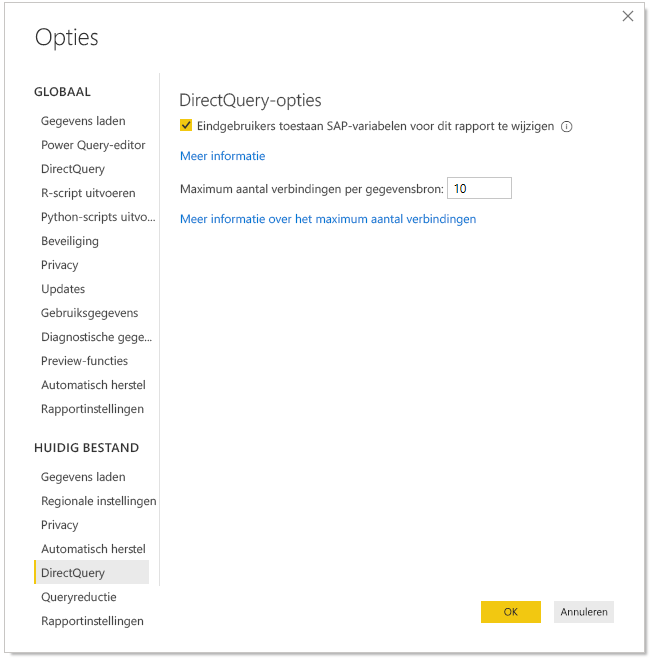 Opties
GLOBAAL
Gegevens laden
Power Query-editor
DirectQuery
R-script uitvoeren
Python-scripts uitvo...
Beveiliging
Privacy
Updates
Gebruiksgegevens
Diagnostische gege...
Preview-functies
Automatisch herstel
Rapportinstellingen
HUIDIG BESTAND
Gegevens laden
Regionale instellingen
Privacy
Automatisch herstel
DirectQuery
Queryreductie
Rapportinstellingen
DirectQuery-opties
Eindgebruikers toestaan SAP-variabelen voor dit rapport te wijzigen
Meer informatie
Maximum aantal verbindingen per gegevensbron: 10
Meer informatie over het maximum aantal verbindingen
OK Annuleren